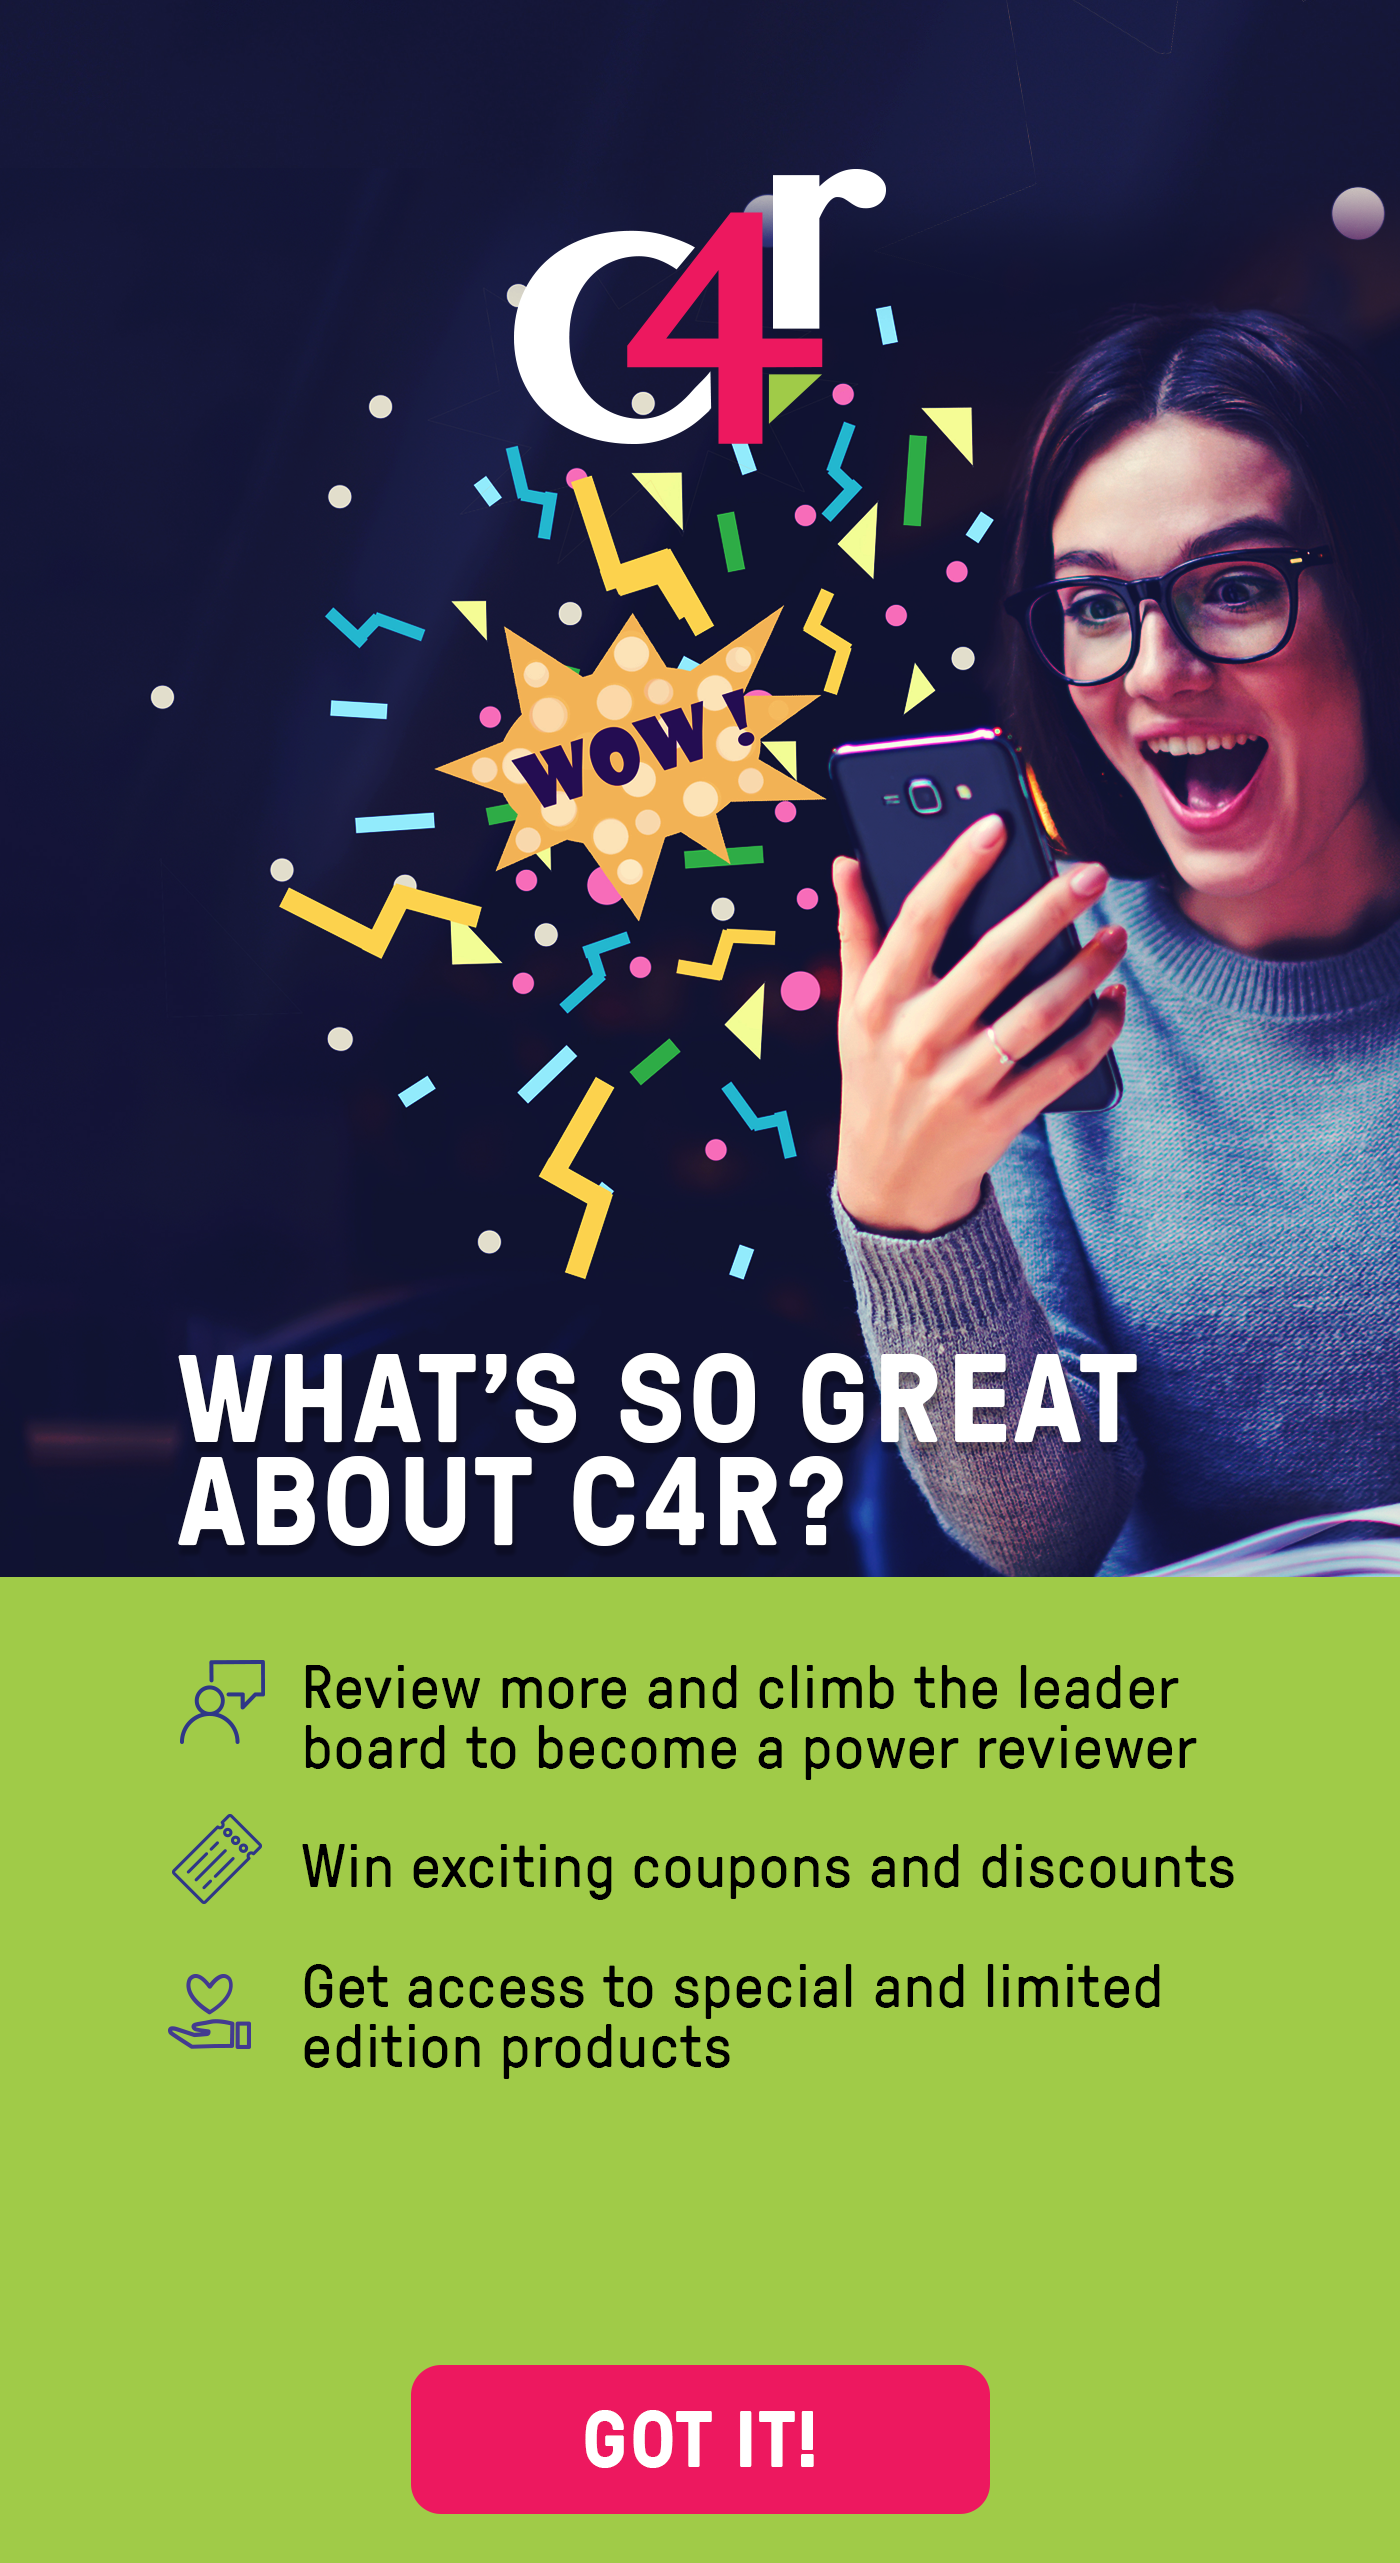 c4r
WOW!
WHAT'S SO GREAT
ABOUT C4R?
Review more and climb the leader
board to become a power reviewer
Win exciting coupons and discounts
Get access to special and limited
edition products
GOT IT!